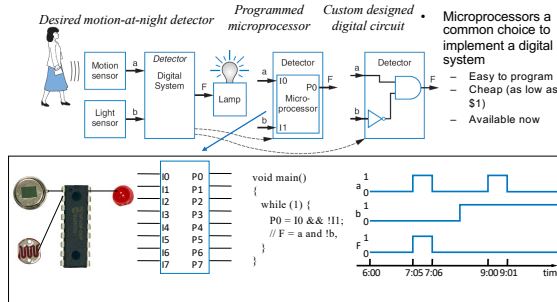 Desired motion-at-night detector
Programmed
microprocessor
Custom designed
digital circuit
• Microprocessors a
common choice to
implement a digital
system
– Easy to program
– Cheap (as low as
$1)
– Available now
Motion
sensor
a
Detector
Digital
System
F
Lamp
Light
sensor
b
Detector
a
I0
P0
F
Micro-
processor
b
I1
Detector
a
F
b
I0 P0
I1 P1
I2 P2
I3 P3
I4 P4
I5 P5
I6 P6
I7 P7
void main()
{
while (1) {
P0 = I0 && !I1;
// F = a and !b,
}
}
1
a
0
1
b
0
1
F
0
6:00 7:05 7:06 9:00 9:01 tim